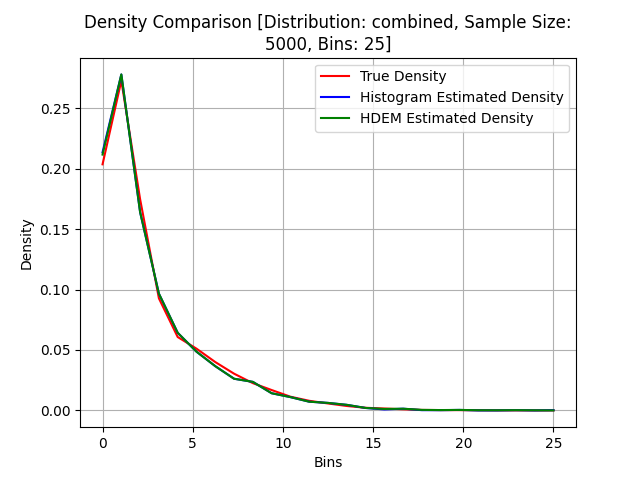 Density Comparison [Distribution: combined, Sample Size:
5000, Bins: 25]
True Density
Histogram Estimated Density
HDEM Estimated Density
Density
0.25
0.20
0.15
0.10
0.05
0.00
0 5 10 15 20 25
Bins